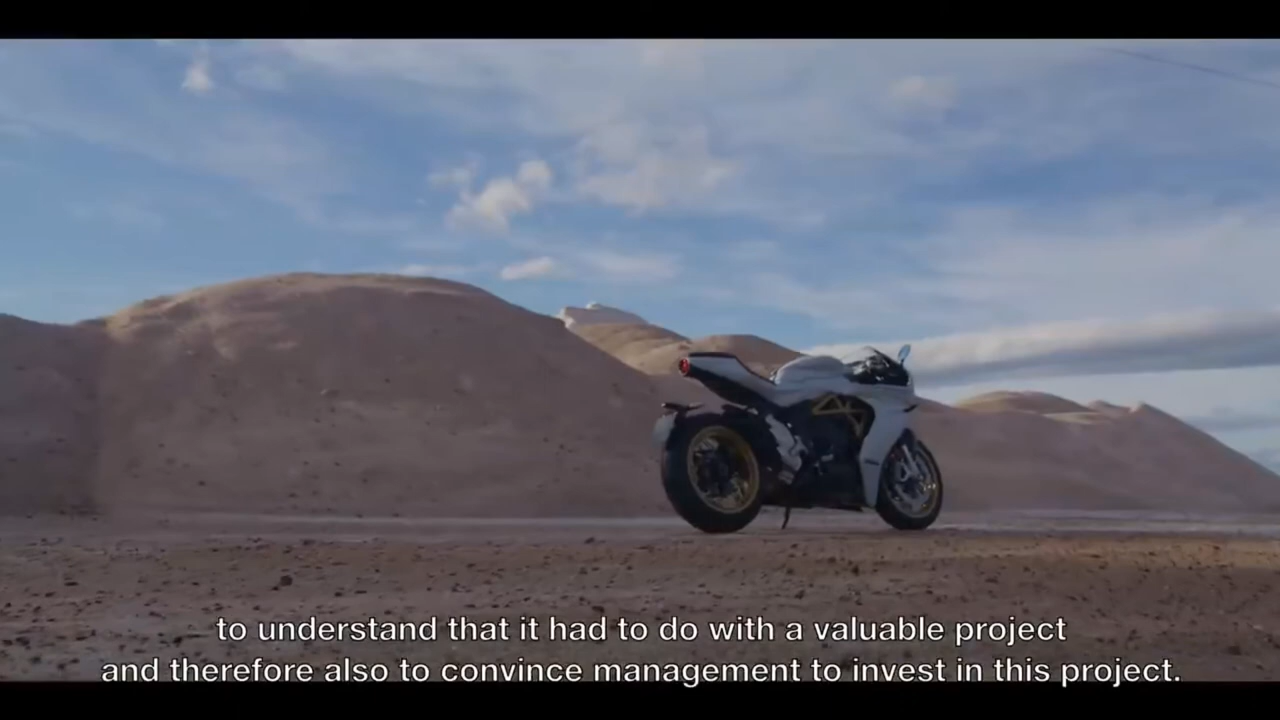 to understand that it had to do with a valuable project
and therefore also to convince management to invest in this project.